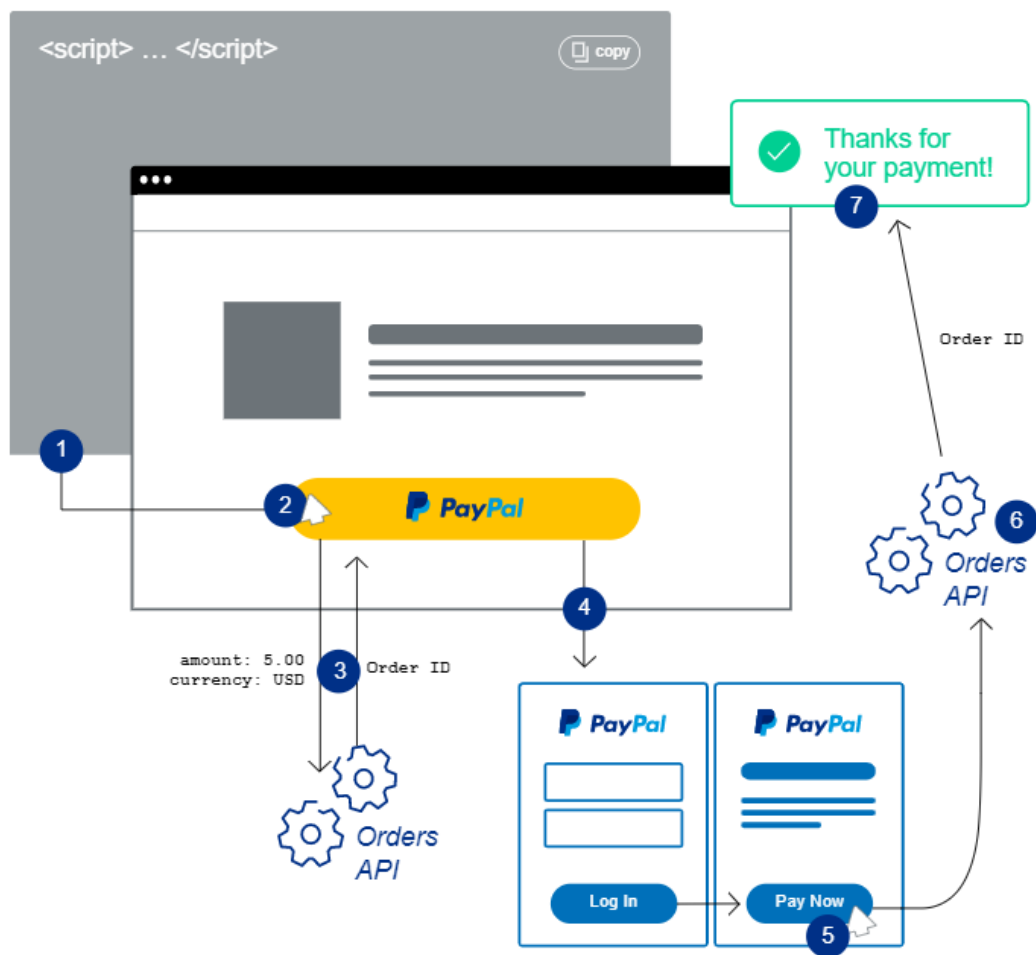 <script> ... </script>
copy
Thanks for
your payment!
7
Order ID
1
2
PayPal
6
Orders
API
4
amount: 5.00
currency: USD
3
Order ID
PayPal
PayPal
Orders
API
Log In
Pay Now
5